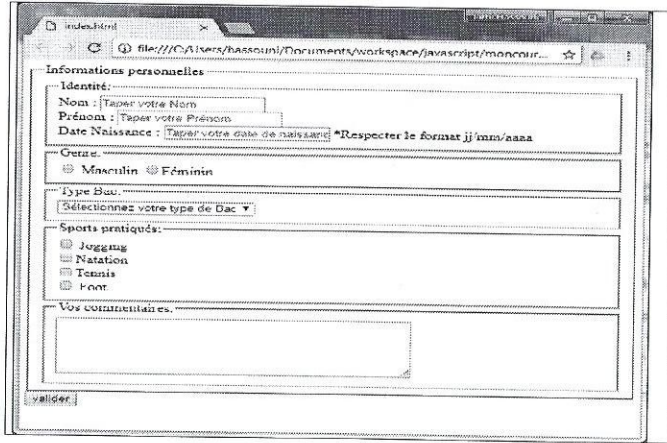 index.html
file:///C:/Users/bassouni/Documents/workspace/javascript/moncour...
Informations personnelles
Identité:
Nom : Taper votre Nom
Prénom : Taper votre Prénom
Date Naissance : Taper votre date de naissanc *Respecter le format jj/mm/aaaa
Genre:
Masculin Féminin
Type Bac:
Sélectionnez votre type de Bac
Sports pratiqués:
Jogging
Natation
Tennis
Foot
Vos commentaires:
valider